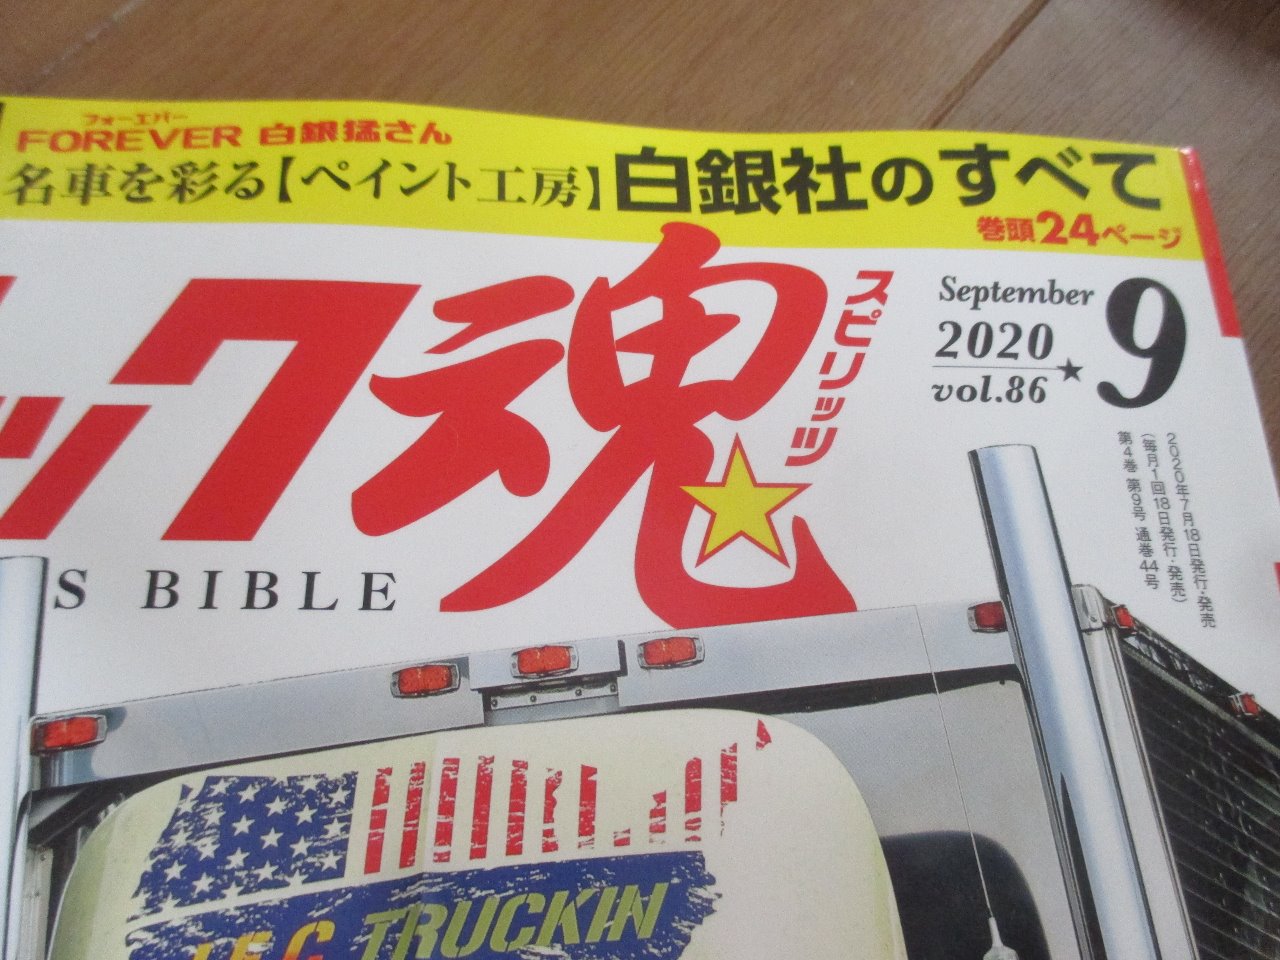 フォーエバー
FOREVER 白銀猛さん
名車を彩る【ペイント工房】白銀社のすべて
巻頭24ページ
ック魂
スピリッツ
September
2020
vol.86
★
9
2020年7月18日発行・発売
(毎月1回18日発行・発売)
第4巻 第9号 通巻44号
S BIBLE
TRUCKIN